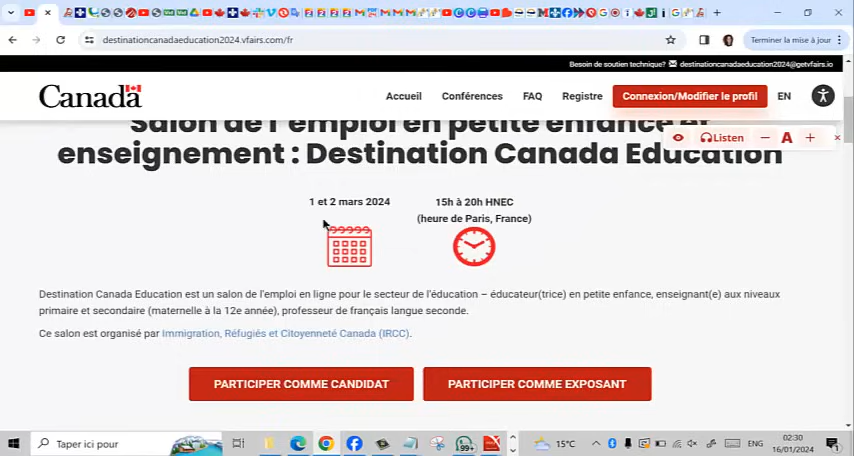 destinationcanadaeducation2024.vfairs.com/fr
Terminer la mise à jour
Besoin de soutien technique? destinationcanadaeducation2024@getvfairs.io
Canada
Accueil
Conférences
FAQ
Registre
Connexion/Modifier le profil
EN
Salon de l'emploi en petite enfance et
Listen
A
enseignement : Destination Canada Education
1 et 2 mars 2024
15h à 20h HNEC
(heure de Paris, France)
Destination Canada Education est un salon de l'emploi en ligne pour le secteur de l'éducation – éducateur(trice) en petite enfance, enseignant(e) aux niveaux
primaire et secondaire (maternelle à la 12e année), professeur de français langue seconde.
Ce salon est organisé par Immigration, Réfugiés et Citoyenneté Canada (IRCC).
PARTICIPER COMME CANDIDAT
PARTICIPER COMME EXPOSANT
Taper ici pour
99+
15°C
ENG
02:30
16/01/2024